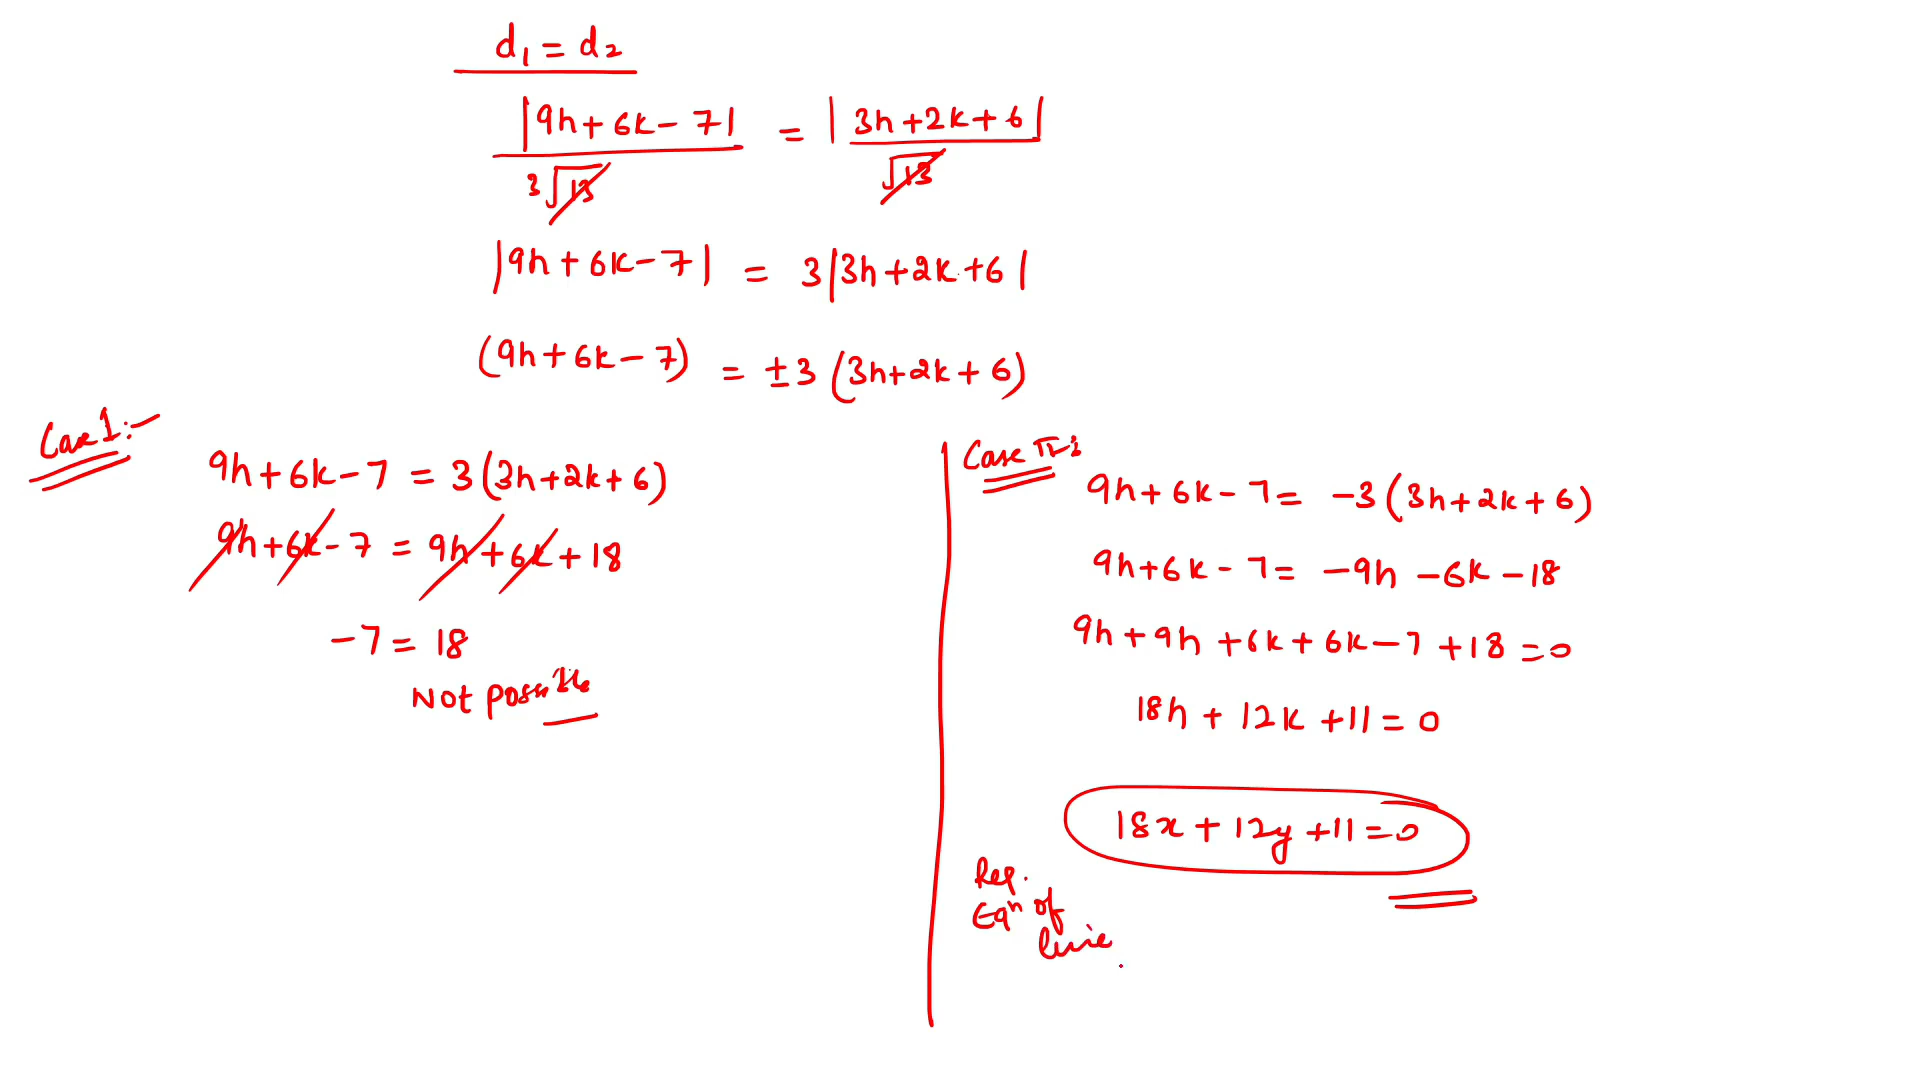 d₁ = d₂
|9h + 6k - 7| / 3√13 = |3h + 2k + 6| / √13
|9h + 6k - 7| = 3|3h + 2k + 6|
(9h + 6k - 7) = ±3 (3h + 2k + 6)
Case 1:-
9h + 6k - 7 = 3(3h + 2k + 6)
9h + 6k - 7 = 9h + 6k + 18
-7 = 18
Not possible
Case II:
9h + 6k - 7 = -3(3h + 2k + 6)
9h + 6k - 7 = -9h - 6k - 18
9h + 9h + 6k + 6k - 7 + 18 = 0
18h + 12k + 11 = 0
18x + 12y + 11 = 0
Req.
Eqⁿ of
line